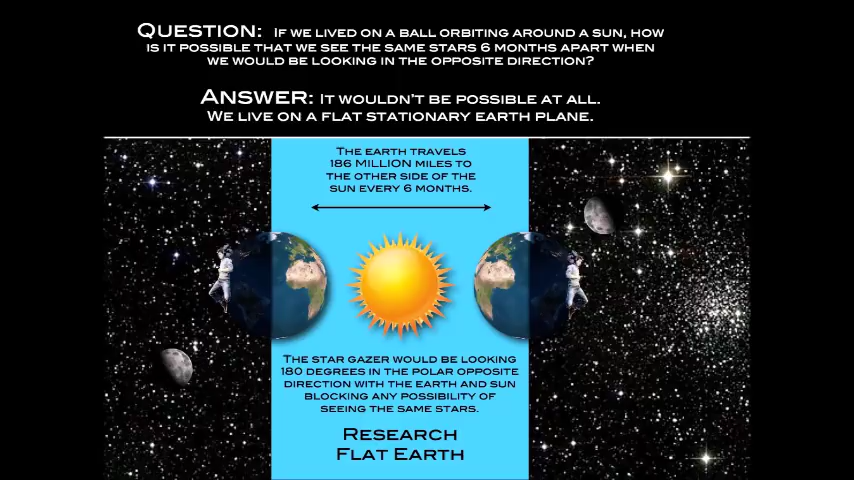 QUESTION: IF WE LIVED ON A BALL ORBITING AROUND A SUN, HOW
IS IT POSSIBLE THAT WE SEE THE SAME STARS 6 MONTHS APART WHEN
WE WOULD BE LOOKING IN THE OPPOSITE DIRECTION?
ANSWER: IT WOULDN'T BE POSSIBLE AT ALL.
WE LIVE ON A FLAT STATIONARY EARTH PLANE.
THE EARTH TRAVELS
186 MILLION MILES TO
THE OTHER SIDE OF THE
SUN EVERY 6 MONTHS.
THE STAR GAZER WOULD BE LOOKING
180 DEGREES IN THE POLAR OPPOSITE
DIRECTION WITH THE EARTH AND SUN
BLOCKING ANY POSSIBILITY OF
SEEING THE SAME STARS.
RESEARCH
FLAT EARTH